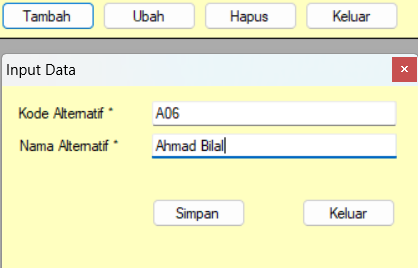 Tambah Ubah Hapus Keluar
Input Data
Kode Alternatif * A06
Nama Alternatif * Ahmad Bilal
Simpan Keluar